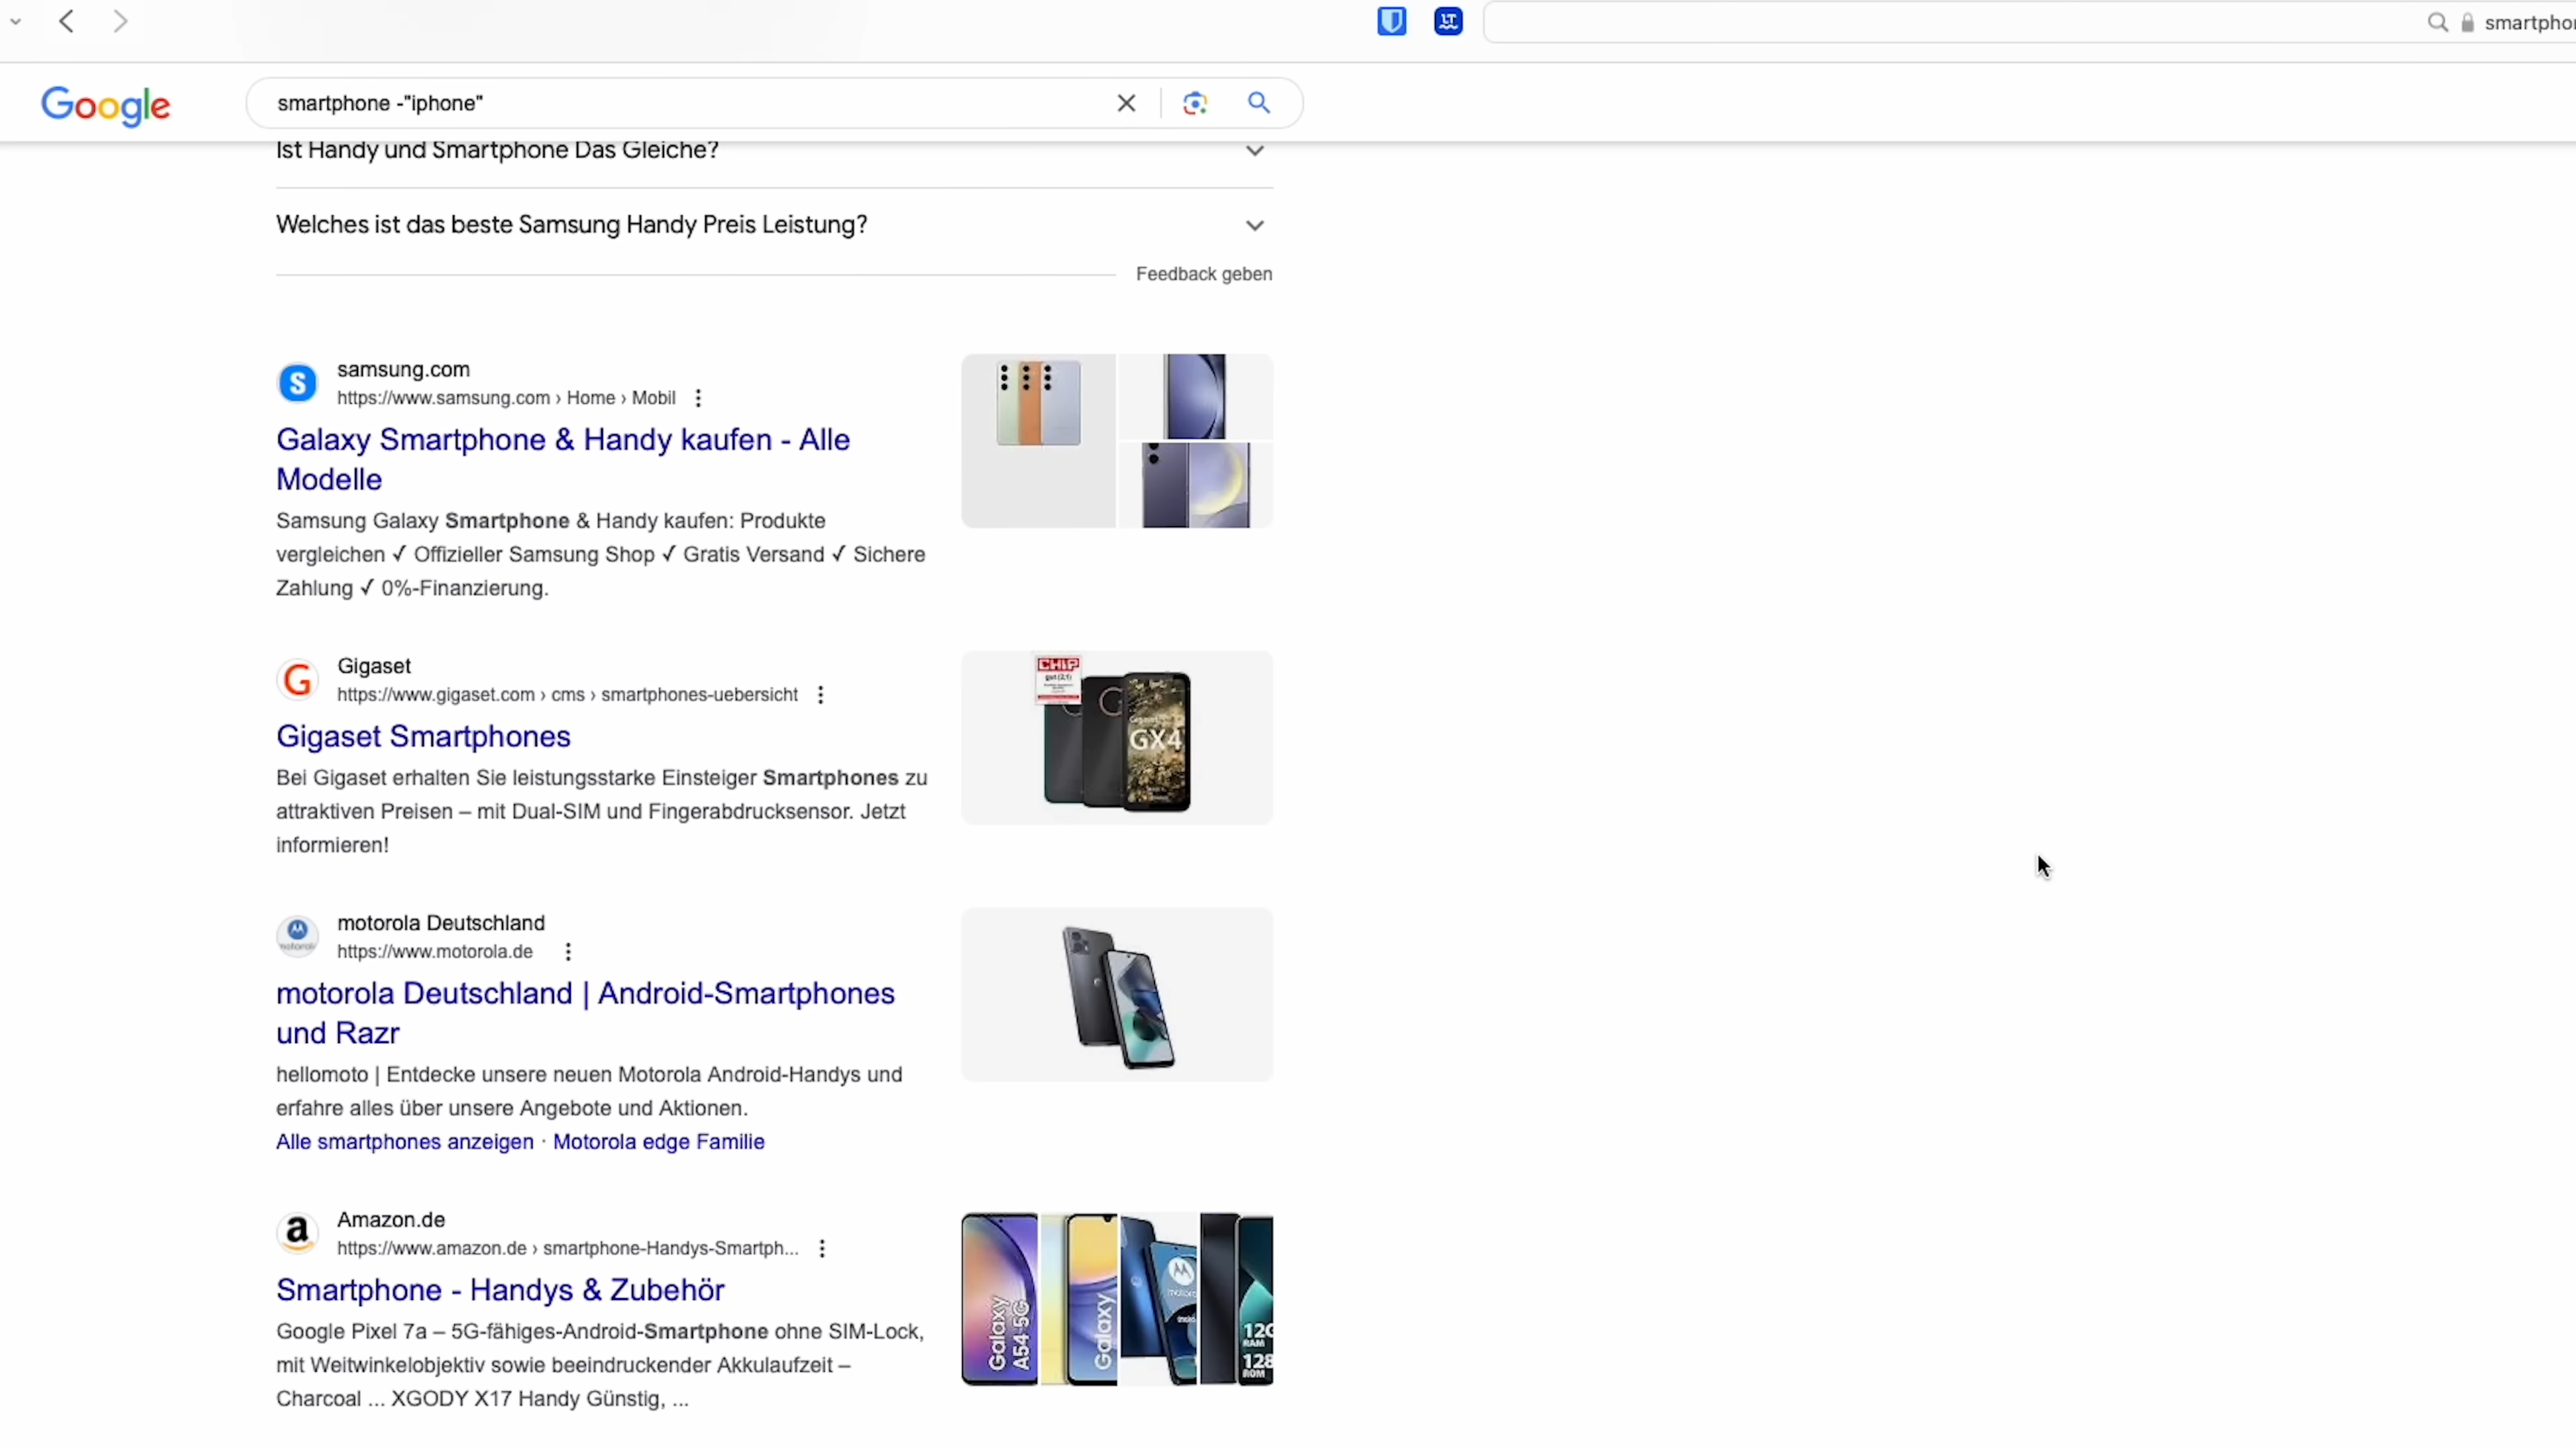 smartphon
Google
smartphone -"iphone"
Ist Handy und Smartphone Das Gleiche?
Welches ist das beste Samsung Handy Preis Leistung?
Feedback geben
samsung.com
https://www.samsung.com › Home › Mobil
Galaxy Smartphone & Handy kaufen - Alle
Modelle
Samsung Galaxy Smartphone & Handy kaufen: Produkte
vergleichen ✓ Offizieller Samsung Shop ✓ Gratis Versand ✓ Sichere
Zahlung ✓ 0%-Finanzierung.
Gigaset
https://www.gigaset.com › cms › smartphones-uebersicht
Gigaset Smartphones
Bei Gigaset erhalten Sie leistungsstarke Einsteiger Smartphones zu
attraktiven Preisen – mit Dual-SIM und Fingerabdrucksensor. Jetzt
informieren!
CHIP
gut (2,1)
GX4
motorola Deutschland
https://www.motorola.de
motorola Deutschland | Android-Smartphones
und Razr
hellomoto | Entdecke unsere neuen Motorola Android-Handys und
erfahre alles über unsere Angebote und Aktionen.
Alle smartphones anzeigen · Motorola edge Familie
Amazon.de
https://www.amazon.de › smartphone-Handys-Smartph...
Smartphone - Handys & Zubehör
Google Pixel 7a – 5G-fähiges-Android-Smartphone ohne SIM-Lock,
mit Weitwinkelobjektiv sowie beeindruckender Akkulaufzeit –
Charcoal ... XGODY X17 Handy Günstig, ...
Galaxy
A54 5G
Galaxy
RAM
128
ROM